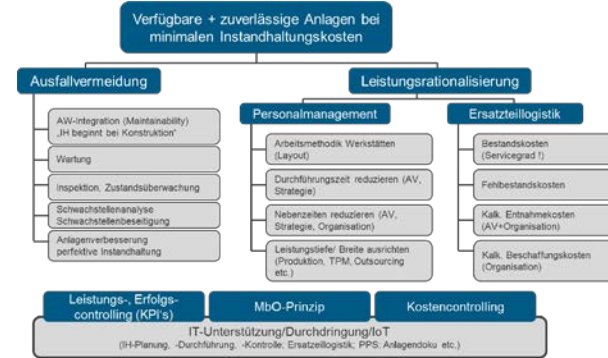 Verfügbare + zuverlässige Anlagen bei
minimalen Instandhaltungskosten
Ausfallvermeidung
AW-Integration (Maintainability)
„IH beginnt bei Konstruktion"
Wartung
Inspektion, Zustandsüberwachung
Schwachstellenanalyse
Schwachstellenbeseitigung
Anlagenverbesserung
perfektive Instandhaltung
Leistungsrationalisierung
Personalmanagement
Arbeitsmethodik Werkstätten
(Layout)
Durchführungszeit reduzieren (AV,
Strategie)
Nebenzeiten reduzieren (AV,
Strategie, Organisation)
Leistungstiefe/ Breite ausrichten
(Produktion, TPM, Outsourcing
etc.)
Ersatzteillogistik
Bestandskosten
(Servicegrad !)
Fehlbestandskosten
Kalk. Entnahmekosten
(AV+Organisation)
Kalk. Beschaffungskosten
(Organisation)
Leistungs-, Erfolgs-
controlling (KPI's)
MbO-Prinzip
Kostencontrolling
IT-Unterstützung/Durchdringung/IoT
(IH-Planung, -Durchführung, -Kontrolle; Ersatzeillogistik; PPS: Anlagendoku etc.)